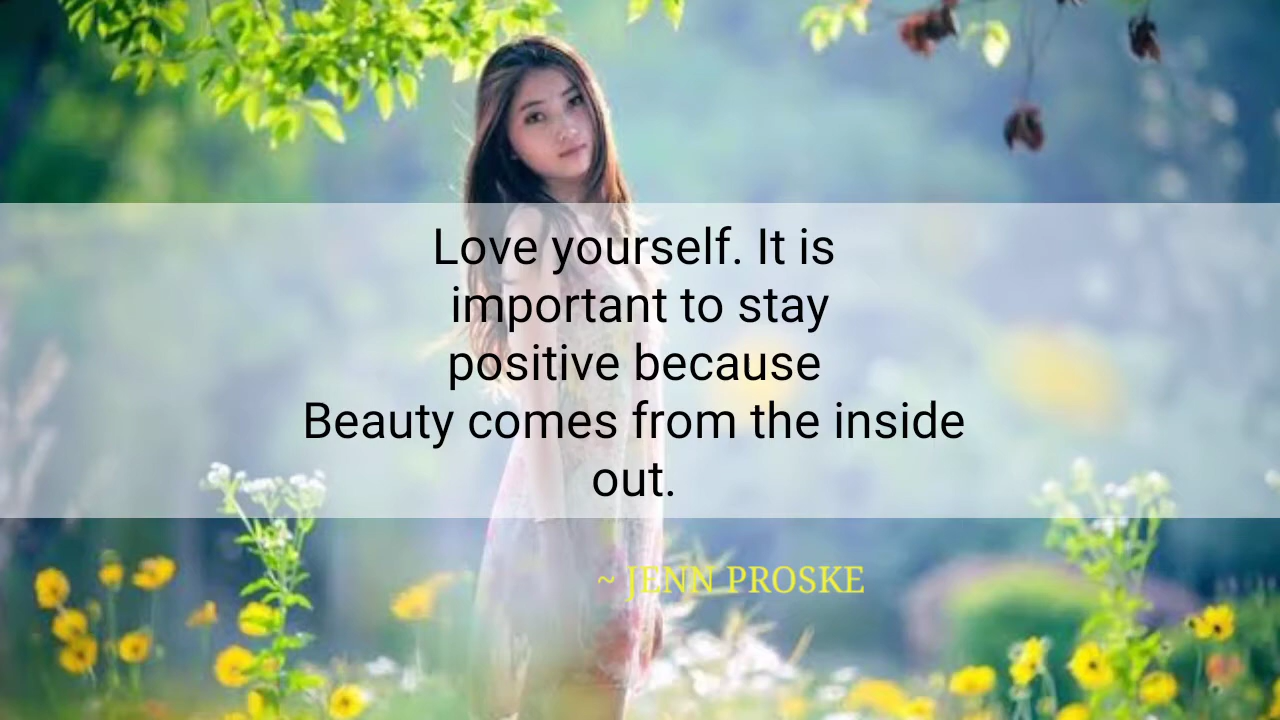 Love yourself. It is
important to stay
positive because
Beauty comes from the inside
out.
~ JENN PROSKE